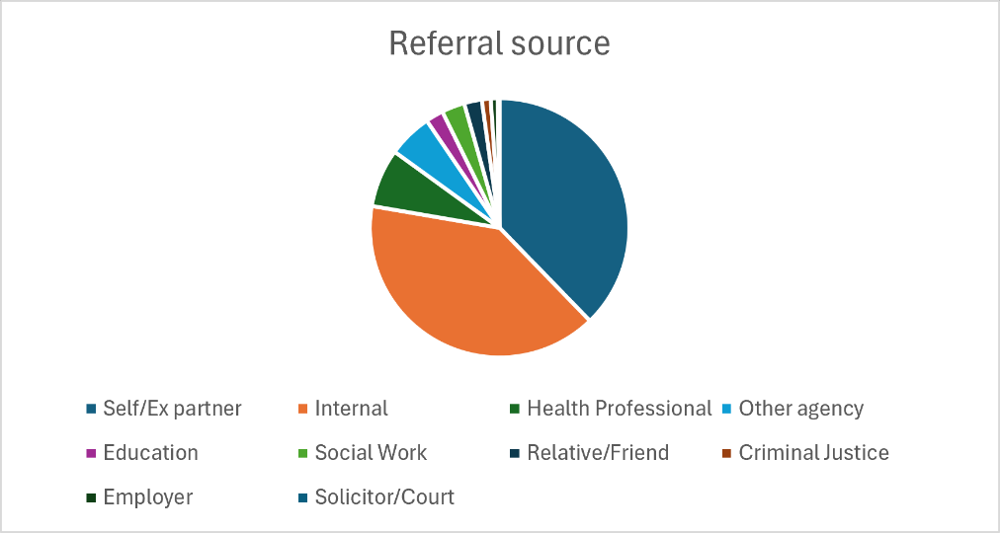 Referral source
Self/Ex partner Internal Health Professional Other agency
Education Social Work Relative/Friend Criminal Justice
Employer Solicitor/Court